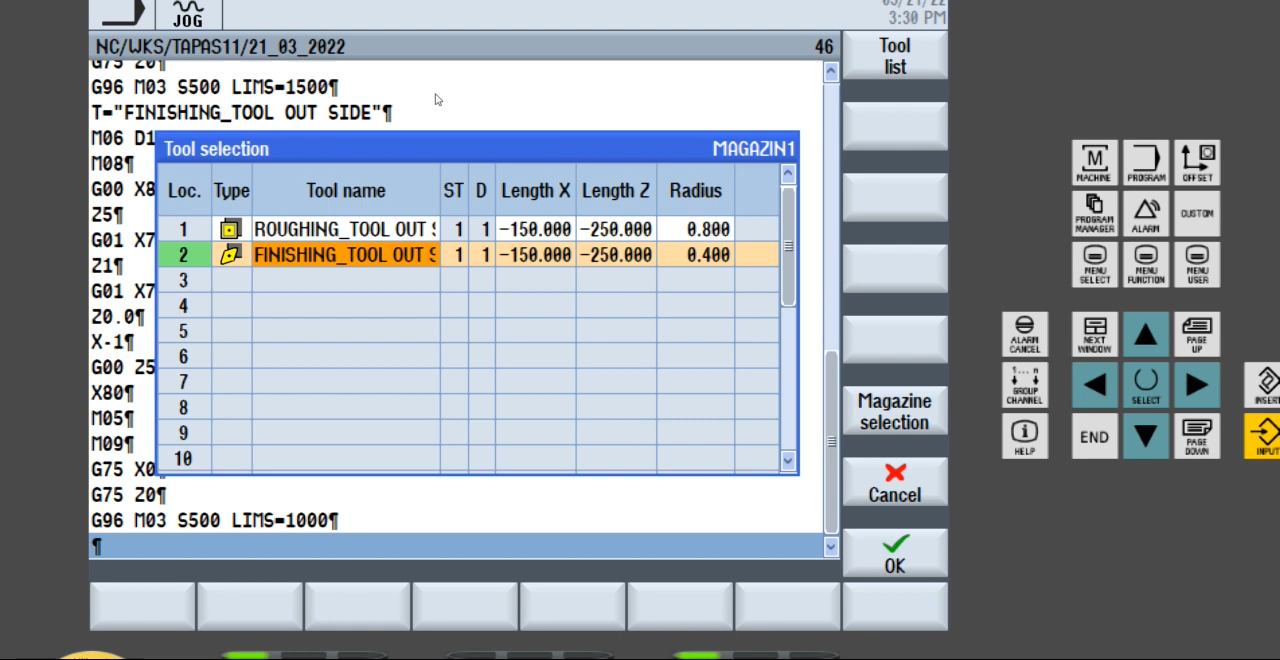 JOG
3:30 PM
NC/WKS/TAPAS11/21_03_2022 46
G75 Z0¶
G96 M03 S500 LIMS=1500¶
T="FINISHING_TOOL OUT SIDE"¶
M06 D1
M08¶
G00 X8
Z5¶
G01 X7
Z1¶
G01 X7
Z0.0¶
X-1¶
G00 Z5
X80¶
M05¶
M09¶
G75 X0
G75 Z0¶
G96 M03 S500 LIMS=1000¶
¶
Tool selection MAGAZIN1
Loc. Type Tool name ST D Length X Length Z Radius
1 ROUGHING_TOOL OUT S 1 1 -150.000 -250.000 0.800
2 FINISHING_TOOL OUT S 1 1 -150.000 -250.000 0.400
3
4
5
6
7
8
9
10
Tool
list
Magazine
selection
Cancel
OK
M
MACHINE
PROGRAM
OFFSET
PROGRAM
MANAGER
ALARM
CUSTOM
MENU
SELECT
MENU
FUNCTION
MENU
USER
ALARM
CANCEL
NEXT
WINDOW
PAGE
UP
1... n
GROUP
CHANNEL
SELECT
INSERT
HELP
END
PAGE
DOWN
INPUT